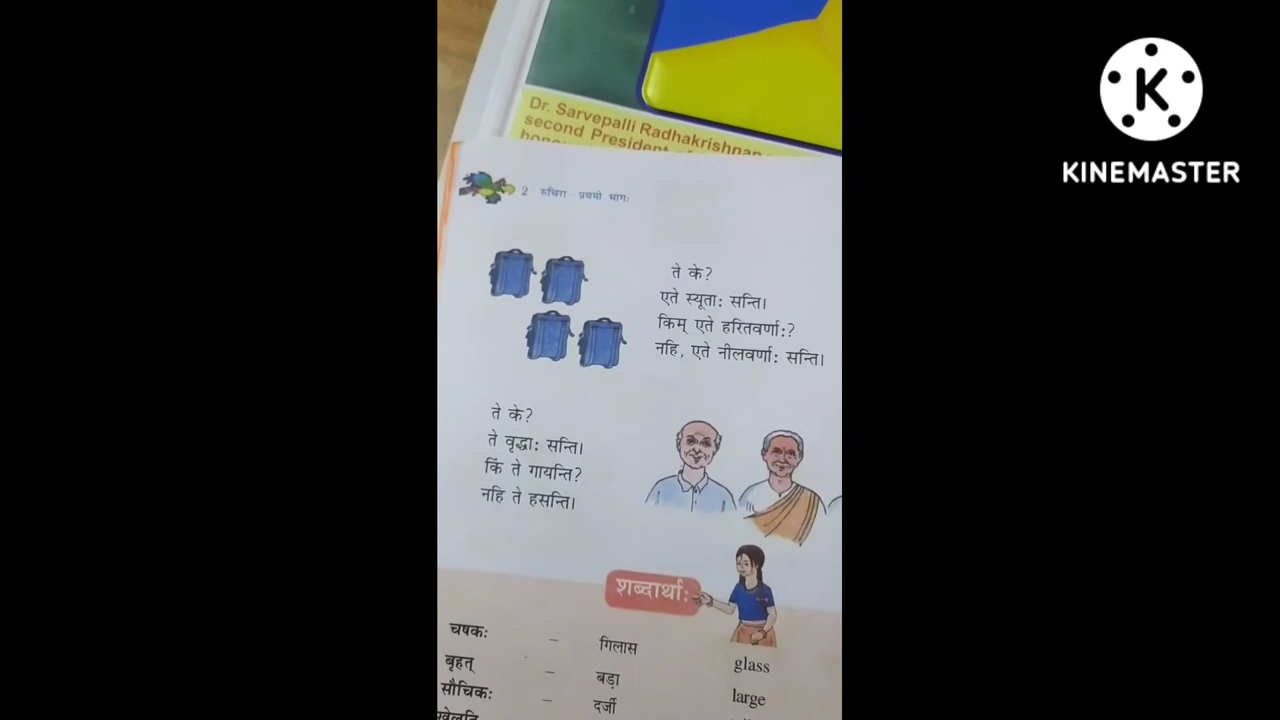 K
KINEMASTER
Dr. Sarvepalli Radhakrishnan
second President
2 रुचिरा प्रथमो भागः
ते के?
एते स्यूताः सन्ति।
किम् एते हरितवर्णाः?
नहि, एते नीलवर्णाः सन्ति।
ते के?
ते वृद्धाः सन्ति।
किं ते गायन्ति?
नहि ते हसन्ति।
शब्दार्थाः
चषकः – गिलास glass
बृहत् – बड़ा large
सौचिकः – दर्जी